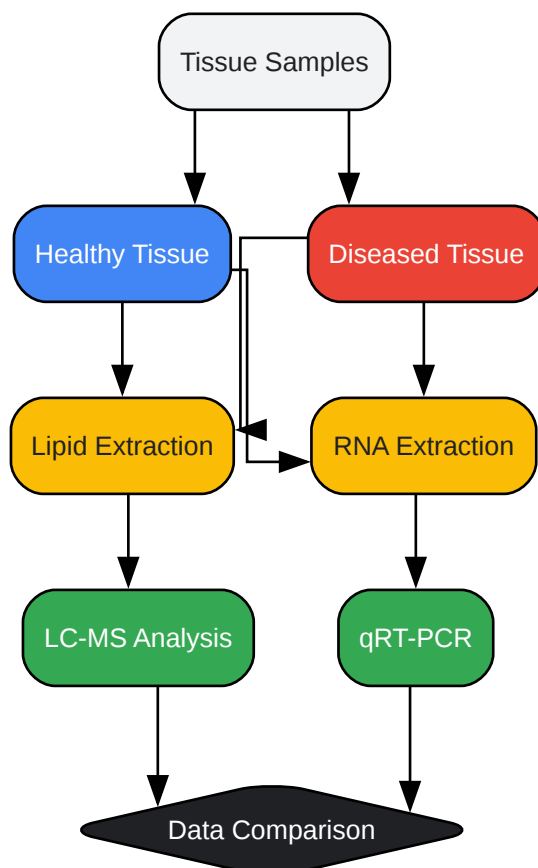 Tissue Samples
Healthy Tissue
Diseased Tissue
Lipid Extraction
RNA Extraction
LC-MS Analysis
qRT-PCR
Data Comparison